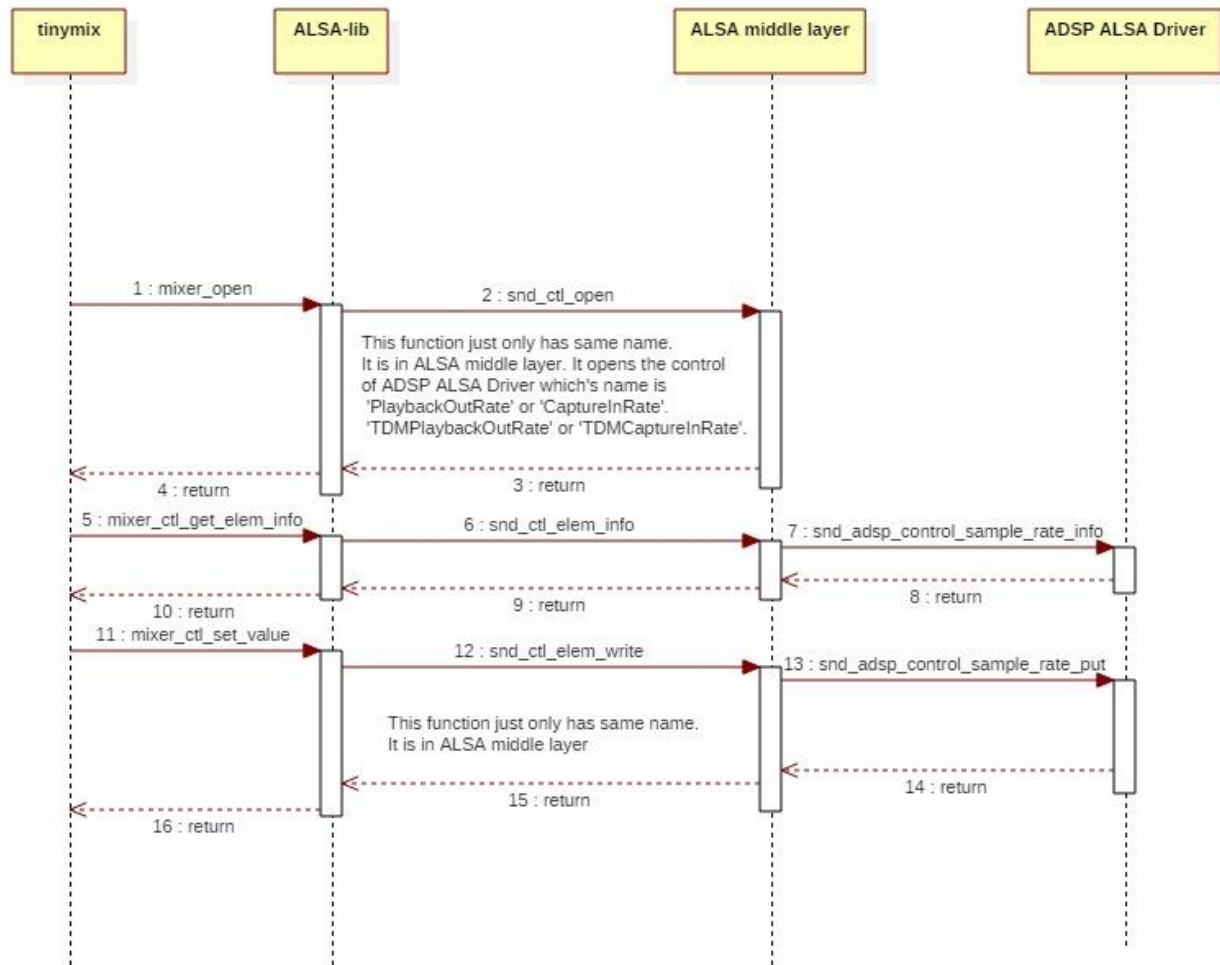 tinymix
ALSA-lib
ALSA middle layer
ADSP ALSA Driver
1 : mixer_open
2 : snd_ctl_open
This function just only has same name.
It is in ALSA middle layer. It opens the control
of ADSP ALSA Driver which's name is
'PlaybackOutRate' or 'CaptureInRate'.
'TDMPlaybackOutRate' or 'TDMCaptureInRate'.
3 : return
4 : return
5 : mixer_ctl_get_elem_info
6 : snd_ctl_elem_info
7 : snd_adsp_control_sample_rate_info
8 : return
9 : return
10 : return
11 : mixer_ctl_set_value
12 : snd_ctl_elem_write
13 : snd_adsp_control_sample_rate_put
This function just only has same name.
It is in ALSA middle layer
14 : return
15 : return
16 : return